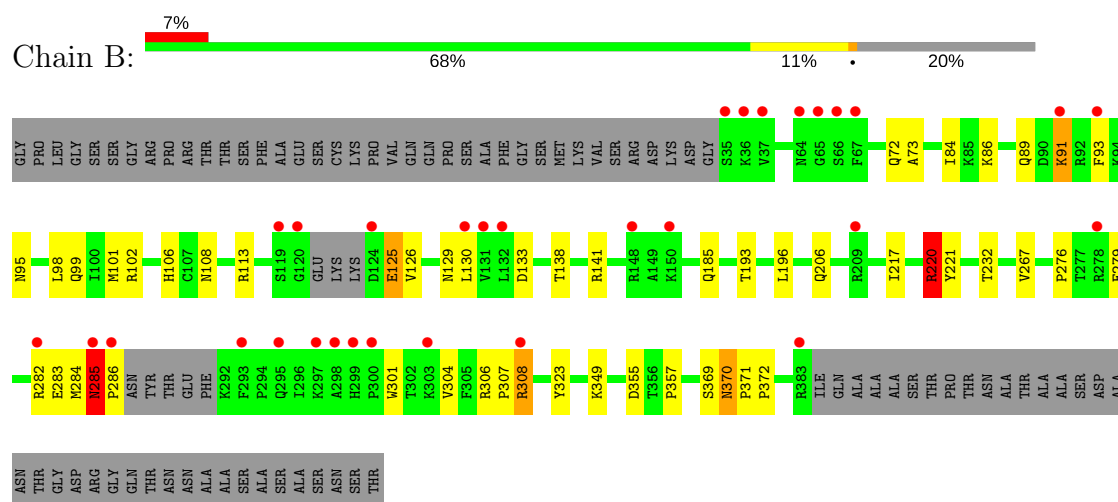 7%
Chain B:
68% 11% • 20%
GLY PRO LEU GLY SER SER GLY ARG PRO ARG THR THR SER PHE ALA GLU SER CYS LYS PRO VAL GLN GLN PRO SER ALA PHE GLY SER MET LYS VAL SER ARG ASP LYS ASP GLY S35 K36 V37 N64 G65 S66 F67 Q72 A73 I84 K85 K86 Q89 D90 K91 R92 F93 K94
N95 L98 Q99 I100 M101 R102 H106 C107 N108 R113 S119 G120 GLU LYS LYS D124 E125 V126 N129 L130 V131 L132 D133 T138 R141 R148 A149 K150 Q185 T193 L196 Q206 R209 I217 R220 Y221 T232 V267 P276 T277 R278 E279
R282 E283 M284 N285 P286 ASN TYR THR GLU PHE K292 F293 P294 Q295 I296 K297 A298 H299 P300 W301 T302 K303 V304 F305 R306 P307 R308 Y323 K349 D355 T356 P357 S369 N370 P371 P372 R383 ILE GLN ALA ALA ALA SER THR PRO THR ASN ALA THR ALA ALA SER ASP ALA
ASN THR GLY ASP ARG GLY GLN THR ASN ASN ALA ALA SER ALA SER ALA SER ASN SER THR